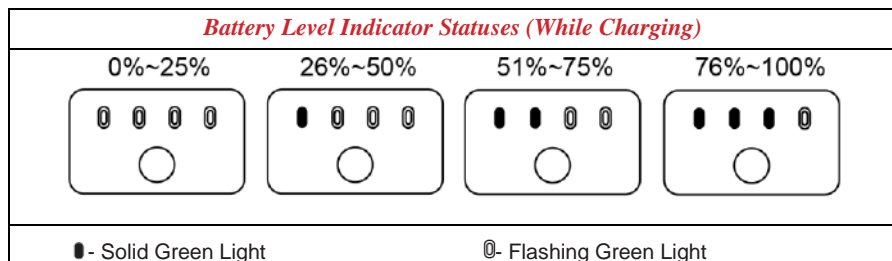 Battery Level Indicator Statuses (While Charging)
0%~25% 26%~50% 51%~75% 76%~100%
- Solid Green Light - Flashing Green Light